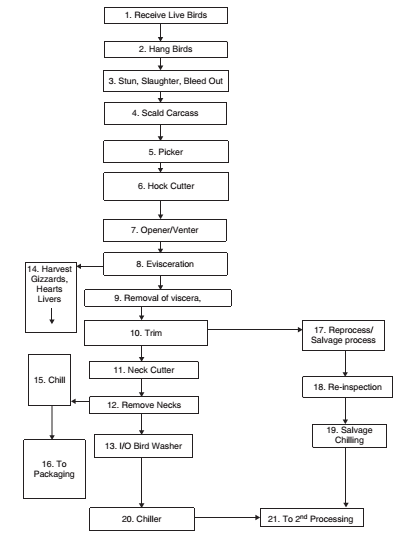 1. Receive Live Birds
2. Hang Birds
3. Stun, Slaughter, Bleed Out
4. Scald Carcass
5. Picker
6. Hock Cutter
7. Opener/Venter
8. Evisceration
14. Harvest
Gizzards,
Hearts
Livers
9. Removal of viscera,
10. Trim
17. Reprocess/
Salvage process
11. Neck Cutter
15. Chill
18. Re-inspection
12. Remove Necks
19. Salvage
Chilling
13. I/O Bird Washer
16. To
Packaging
20. Chiller
21. To 2nd Processing